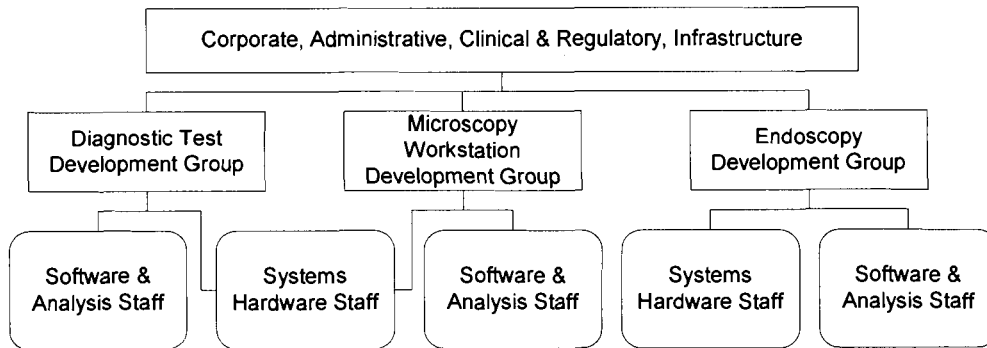 Corporate, Administrative, Clinical & Regulatory, Infrastructure
Diagnostic Test
Development Group
Microscopy
Workstation
Development Group
Endoscopy
Development Group
Software &
Analysis Staff
Systems
Hardware Staff
Software &
Analysis Staff
Systems
Hardware Staff
Software &
Analysis Staff